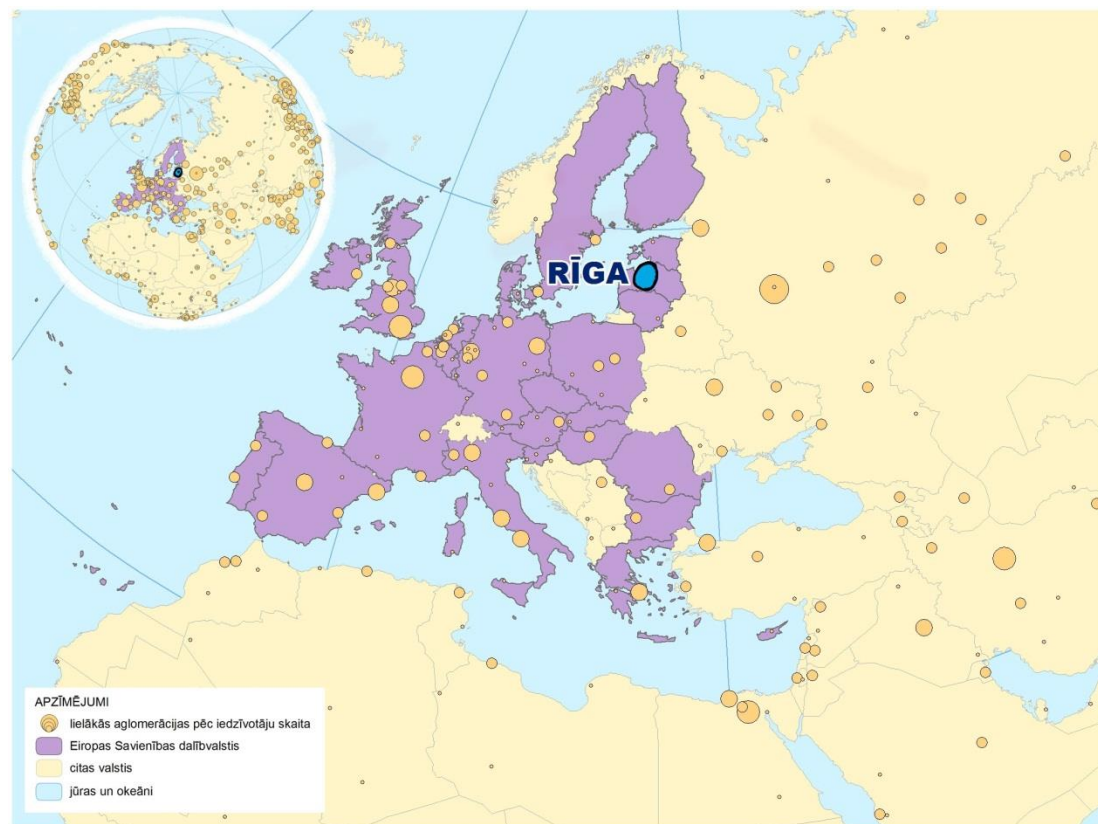 RĪGA
APZĪMĒJUMI
lielākās aglomerācijas pēc iedzīvotāju skaita
Eiropas Savienības dalībvalstis
citas valstis
jūras un okeāni